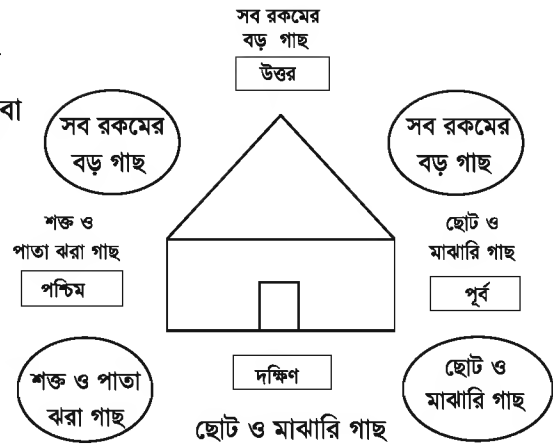 সব রকমের
বড় গাছ
উত্তর
বা
সব রকমের
বড় গাছ
সব রকমের
বড় গাছ
শক্ত ও
পাতা ঝরা গাছ
পশ্চিম
ছোট ও
মাঝারি গাছ
পূর্ব
শক্ত ও পাতা
ঝরা গাছ
দক্ষিণ
ছোট ও মাঝারি গাছ
ছোট ও
মাঝারি গাছ